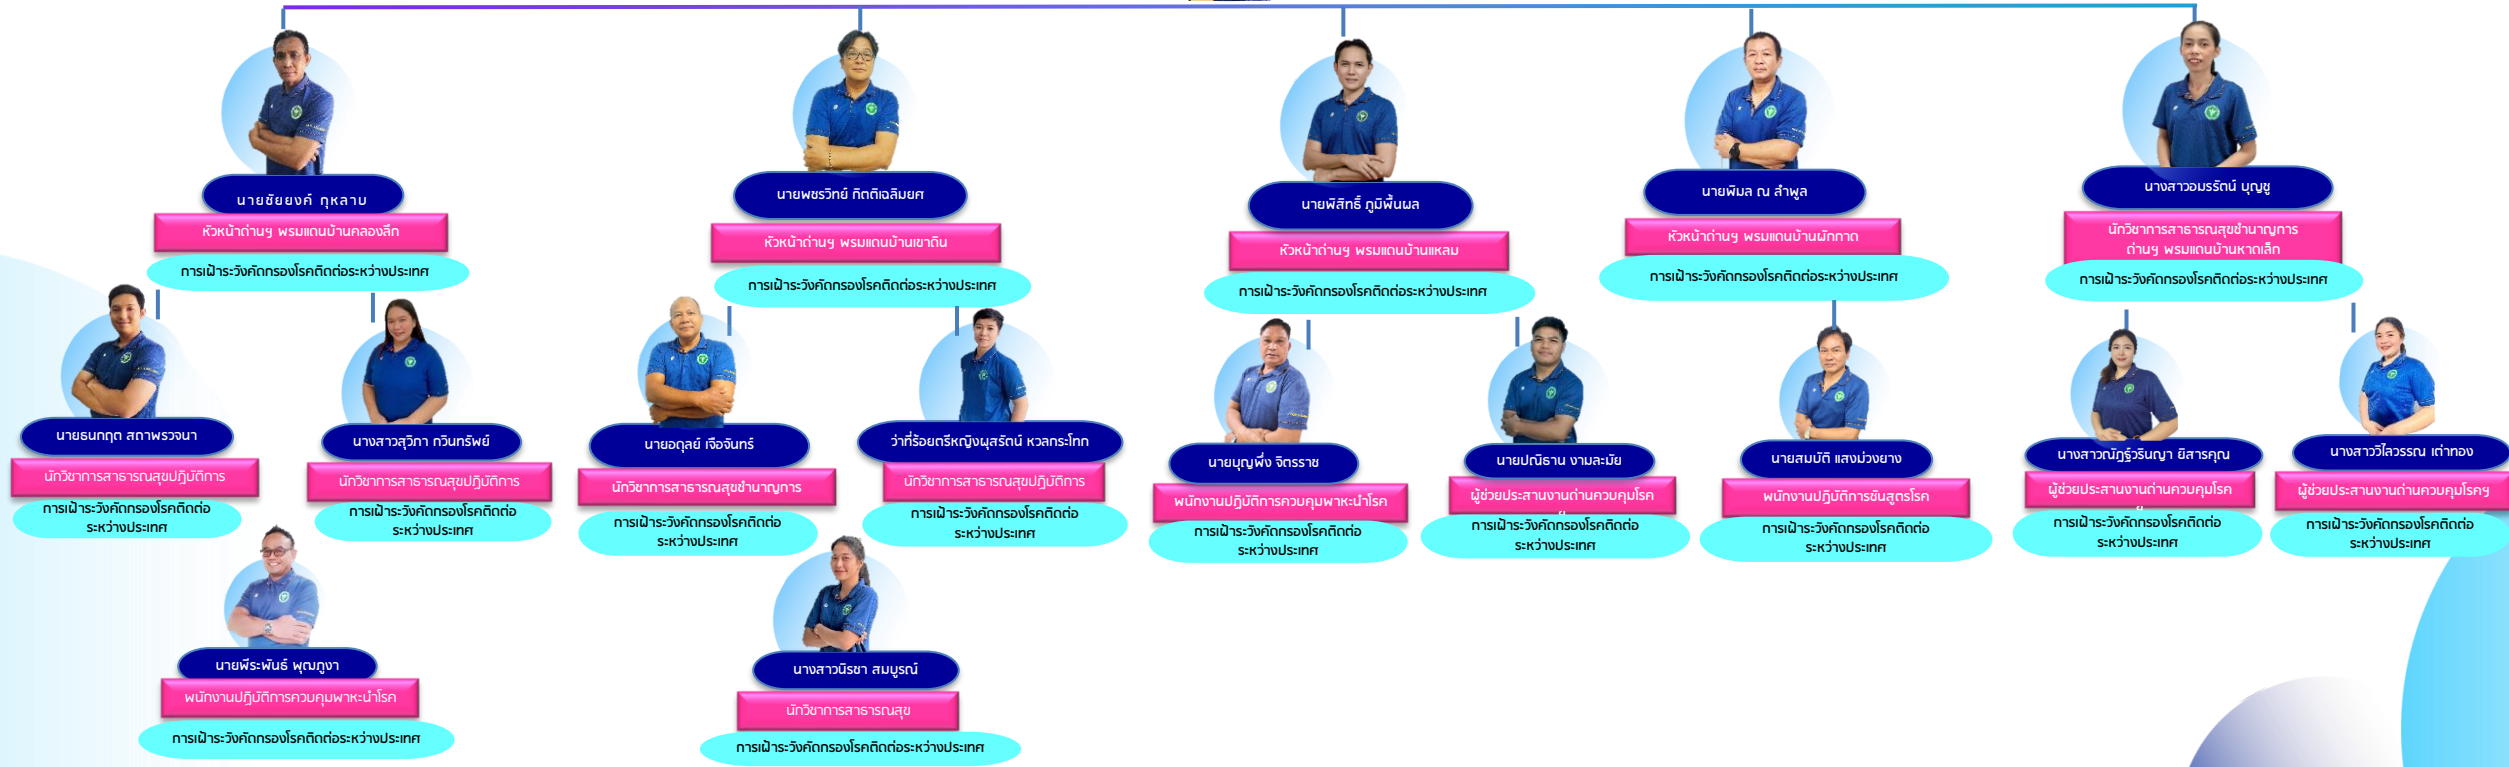 นายชัยยงค์ กุหลาบ
หัวหน้าด่านฯ พรมแดนบ้านคลองลึก
การเฝ้าระวังคัดกรองโรคติดต่อระหว่างประเทศ
นายพชรวิทย์ กิตติเฉลิมยศ
หัวหน้าด่านฯ พรมแดนบ้านเขาดิน
การเฝ้าระวังคัดกรองโรคติดต่อระหว่างประเทศ
นายพิสิทธิ์ ภูมิพื้นผล
หัวหน้าด่านฯ พรมแดนบ้านแหลม
การเฝ้าระวังคัดกรองโรคติดต่อระหว่างประเทศ
นายพิมล ณ ลำพูล
หัวหน้าด่านฯ พรมแดนบ้านผักกาด
การเฝ้าระวังคัดกรองโรคติดต่อระหว่างประเทศ
นางสาวอมรรัตน์ บุญชู
นักวิชาการสาธารณสุขชำนาญการ
ด่านฯ พรมแดนบ้านหาดเล็ก
การเฝ้าระวังคัดกรองโรคติดต่อระหว่างประเทศ
นายธนกฤต สถาพรวจนา
นักวิชาการสาธารณสุขปฏิบัติการ
การเฝ้าระวังคัดกรองโรคติดต่อ
ระหว่างประเทศ
นางสาวสุวิภา ถวินทรัพย์
นักวิชาการสาธารณสุขปฏิบัติการ
การเฝ้าระวังคัดกรองโรคติดต่อ
ระหว่างประเทศ
นายอดุลย์ เจือจันทร์
นักวิชาการสาธารณสุขชำนาญการ
การเฝ้าระวังคัดกรองโรคติดต่อ
ระหว่างประเทศ
ว่าที่ร้อยตรีหญิงผุสรัตน์ หวลกระโทก
นักวิชาการสาธารณสุขปฏิบัติการ
การเฝ้าระวังคัดกรองโรคติดต่อ
ระหว่างประเทศ
นายบุญพึ่ง จิตรราช
พนักงานปฏิบัติการควบคุมพาหะนำโรค
การเฝ้าระวังคัดกรองโรคติดต่อ
ระหว่างประเทศ
นายปณิธาน งามละมัย
ผู้ช่วยประสานงานด่านควบคุมโรค
ฯ
การเฝ้าระวังคัดกรองโรคติดต่อ
ระหว่างประเทศ
นายสมบัติ แสงม่วงยาง
พนักงานปฏิบัติการชันสูตรโรค
การเฝ้าระวังคัดกรองโรคติดต่อ
ระหว่างประเทศ
นางสาวณัฏฐ์วรินญา ยิสารคุณ
ผู้ช่วยประสานงานด่านควบคุมโรค
ฯ
การเฝ้าระวังคัดกรองโรคติดต่อ
ระหว่างประเทศ
นางสาววิไลวรรณ เต่าทอง
ผู้ช่วยประสานงานด่านควบคุมโรคฯ
การเฝ้าระวังคัดกรองโรคติดต่อ
ระหว่างประเทศ
นายพีระพันธ์ พุฒภูงา
พนักงานปฏิบัติการควบคุมพาหะนำโรค
การเฝ้าระวังคัดกรองโรคติดต่อระหว่างประเทศ
นางสาวนิรชา สมบูรณ์
นักวิชาการสาธารณสุข
การเฝ้าระวังคัดกรองโรคติดต่อระหว่างประเทศ